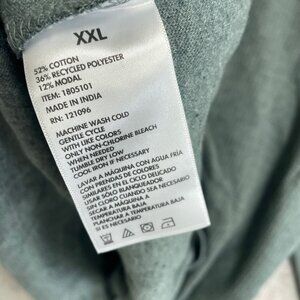 XXL
52% COTTON
36% RECYCLED POLYESTER
12% MODAL
ITEM: 1805101
MADE IN INDIA
RN: 121096
MACHINE WASH COLD
GENTLE CYCLE
WITH LIKE COLORS
ONLY NON-CHLORINE BLEACH
WHEN NEEDED
TUMBLE DRY LOW
COOL IRON IF NECESSARY
LAVAR A MÁQUINA CON AGUA FRÍA
CON PRENDAS DE COLORES
SIMILARES EN EL CICLO DELICADO
USAR SÓLO BLANQUEADOR
SIN CLORO CUANDO SEA NECESARIO
SECAR A MÁQUINA A
TEMPERATURA BAJA
PLANCHAR A TEMPERATURA BAJA
SI ES NECESARIO